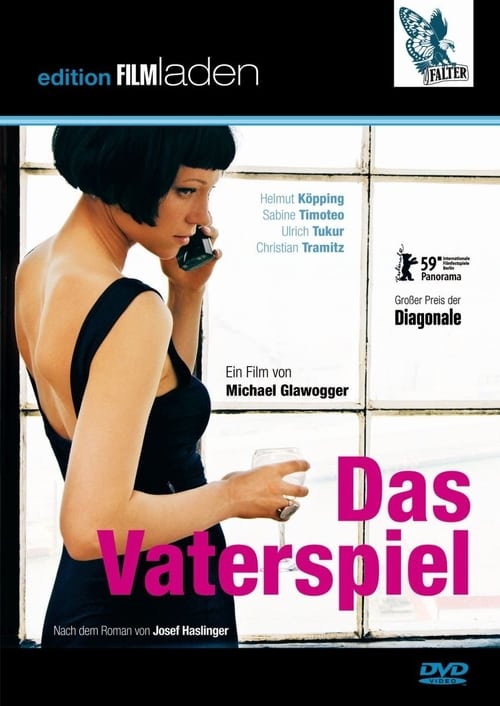 edition FILMladen
FALTER
Helmut Köpping
Sabine Timoteo
Ulrich Tukur
Christian Tramitz
59 Internationale
Filmfestspiele
Berlin
Panorama
Großer Preis der
Diagonale
Ein Film von
Michael Glawogger
Das
Vaterspiel
Nach dem Roman von Josef Haslinger
DVD
VIDEO